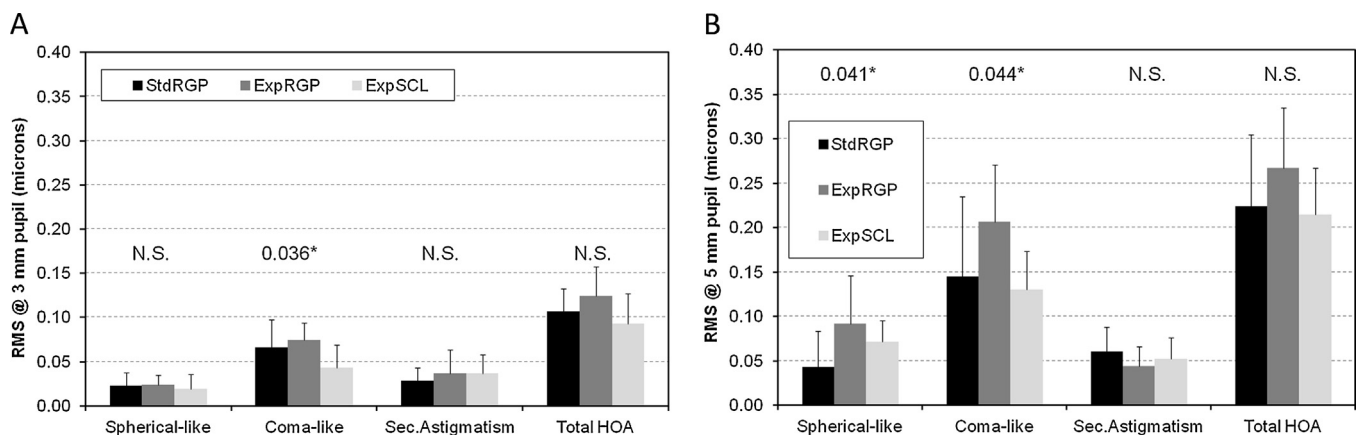 A
RMS @ 3 mm pupil (microns)
0.40
0.35
0.30
0.25
0.20
0.15
0.10
0.05
0.00
StdRGP ExpRGP ExpSCL
N.S. 0.036* N.S. N.S.
Spherical-like Coma-like Sec.Astigmatism Total HOA
B
RMS @ 5 mm pupil (microns)
0.40
0.35
0.30
0.25
0.20
0.15
0.10
0.05
0.00
0.041* 0.044* N.S. N.S.
StdRGP
ExpRGP
ExpSCL
Spherical-like Coma-like Sec.Astigmatism Total HOA